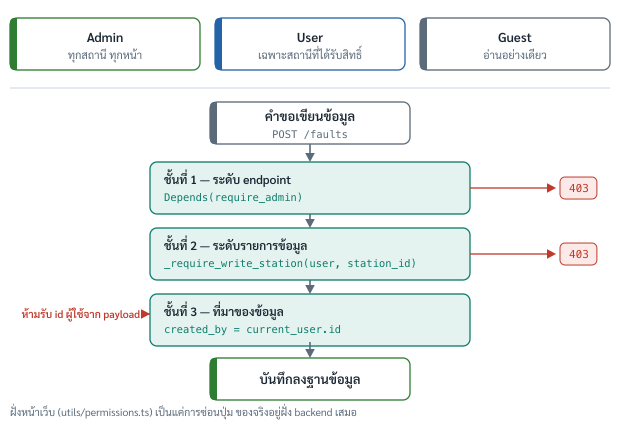 Admin
ทุกสถานี ทุกหน้า
User
เฉพาะสถานีที่ได้รับสิทธิ์
Guest
อ่านอย่างเดียว
คำขอเขียนข้อมูล
POST /faults
ชั้นที่ 1 — ระดับ endpoint
Depends(require_admin)
403
ชั้นที่ 2 — ระดับรายการข้อมูล
_require_write_station(user, station_id)
403
ห้ามรับ id ผู้ใช้จาก payload
ชั้นที่ 3 — ที่มาของข้อมูล
created_by = current_user.id
บันทึกลงฐานข้อมูล
ฝั่งหน้าเว็บ (utils/permissions.ts) เป็นแค่การซ่อนปุ่ม ของจริงอยู่ฝั่ง backend เสมอ